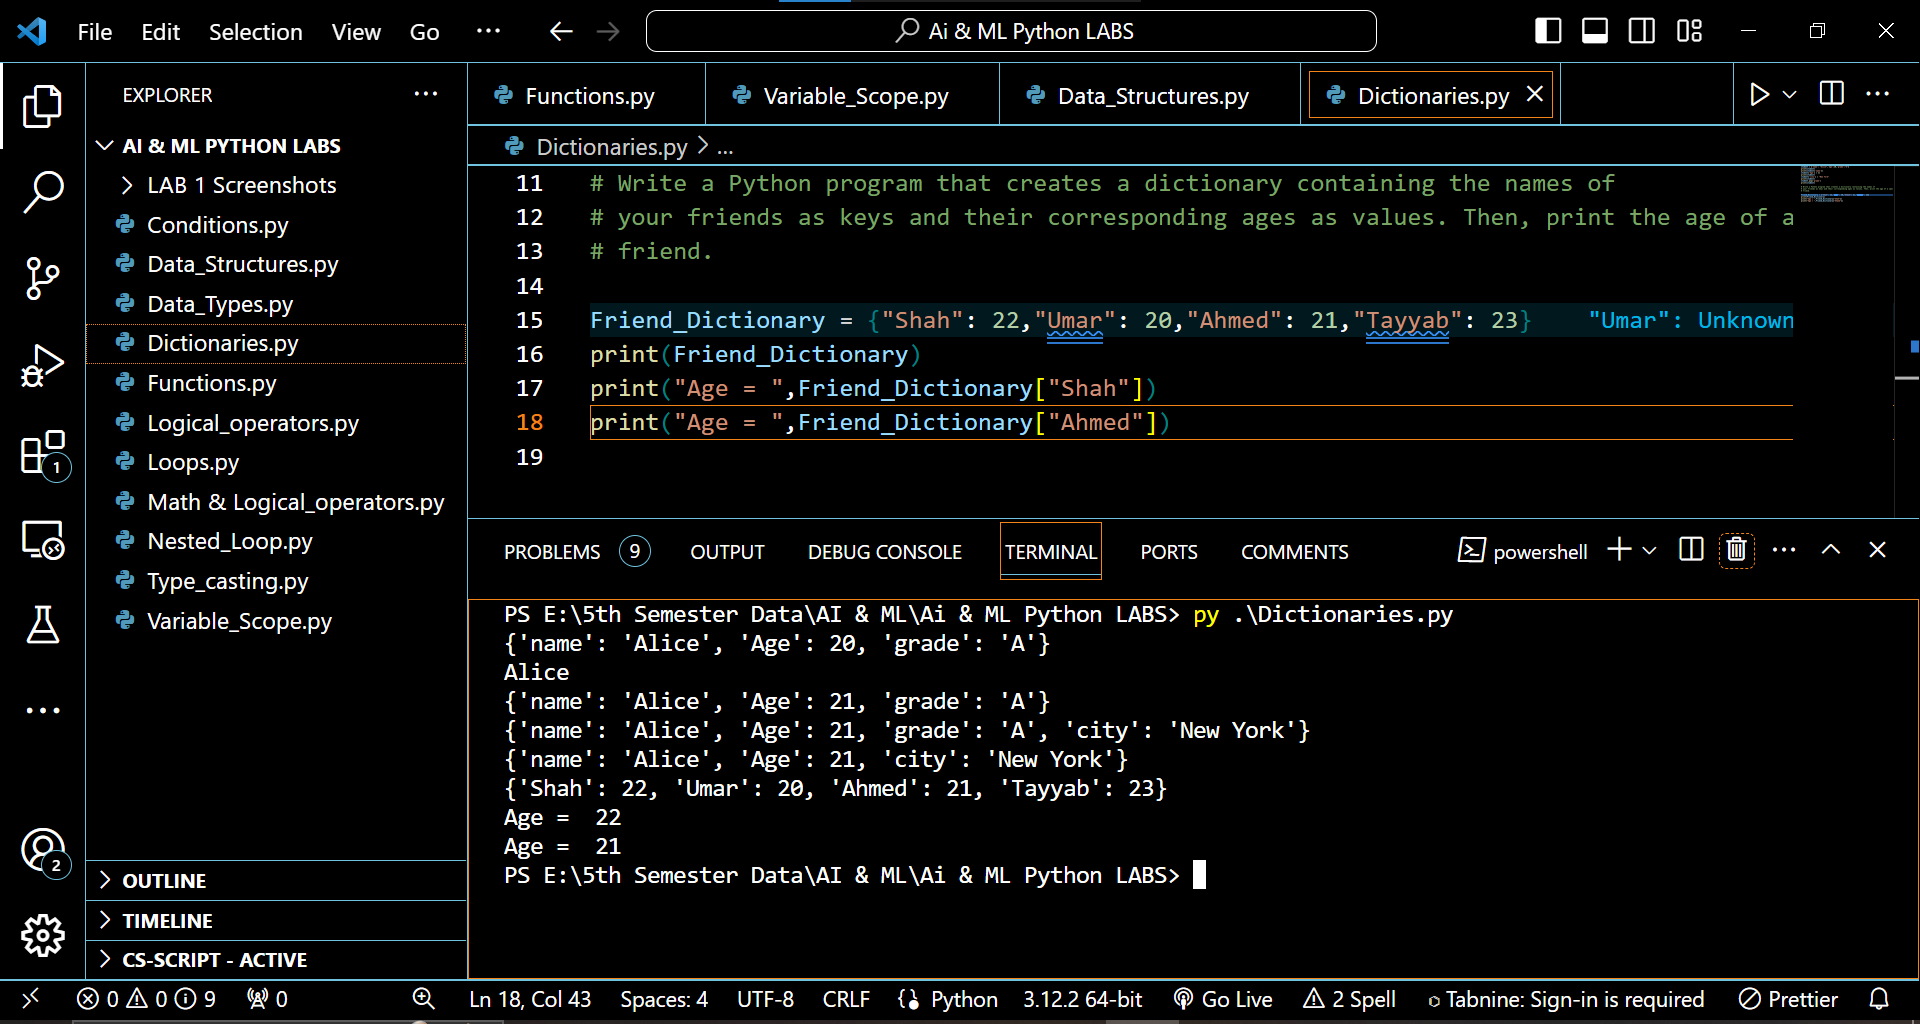 File Edit Selection View Go ··· Ai & ML Python LABS
EXPLORER ···
AI & ML PYTHON LABS
LAB 1 Screenshots
Conditions.py
Data_Structures.py
Data_Types.py
Dictionaries.py
Functions.py
Logical_operators.py
Loops.py
Math & Logical_operators.py
Nested_Loop.py
Type_casting.py
Variable_Scope.py
OUTLINE
TIMELINE
CS-SCRIPT - ACTIVE
1
2
Functions.py Variable_Scope.py Data_Structures.py Dictionaries.py
Dictionaries.py > ...
11 # Write a Python program that creates a dictionary containing the names of
12 # your friends as keys and their corresponding ages as values. Then, print the age of a
13 # friend.
14
15 Friend_Dictionary = {"Shah": 22,"Umar": 20,"Ahmed": 21,"Tayyab": 23} "Umar": Unknown
16 print(Friend_Dictionary)
17 print("Age = ",Friend_Dictionary["Shah"])
18 print("Age = ",Friend_Dictionary["Ahmed"])
19
PROBLEMS 9 OUTPUT DEBUG CONSOLE TERMINAL PORTS COMMENTS powershell
PS E:\5th Semester Data\AI & ML\Ai & ML Python LABS> py .\Dictionaries.py
{'name': 'Alice', 'Age': 20, 'grade': 'A'}
Alice
{'name': 'Alice', 'Age': 21, 'grade': 'A'}
{'name': 'Alice', 'Age': 21, 'grade': 'A', 'city': 'New York'}
{'name': 'Alice', 'Age': 21, 'city': 'New York'}
{'Shah': 22, 'Umar': 20, 'Ahmed': 21, 'Tayyab': 23}
Age =  22
Age =  21
PS E:\5th Semester Data\AI & ML\Ai & ML Python LABS>
0 0 9 0 Ln 18, Col 43 Spaces: 4 UTF-8 CRLF Python 3.12.2 64-bit Go Live 2 Spell Tabnine: Sign-in is required Prettier